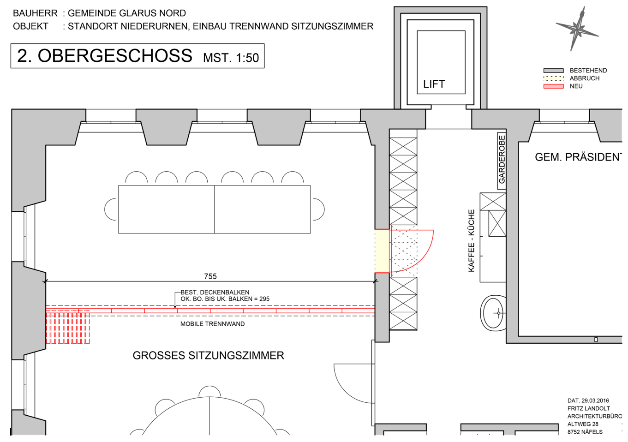 BAUHERR : GEMEINDE GLARUS NORD
OBJEKT : STANDORT NIEDERURNEN, EINBAU TRENNWAND SITZUNGSZIMMER
2. OBERGESCHOSS MST. 1:50
LIFT
BESTEHEND
ABBRUCH
NEU
GARDEROBE
GEM. PRÄSIDENT
KAFFEE - KÜCHE
755
BEST. DECKENBALKEN
OK. BO. BIS UK. BALKEN = 295
MOBILE TRENNWAND
GROSSES SITZUNGSZIMMER
DAT. 29.03.2016
FRITZ LANDOLT
ARCHITEKTURBÜRO
ALTWEG 28
8752 NÄFELS